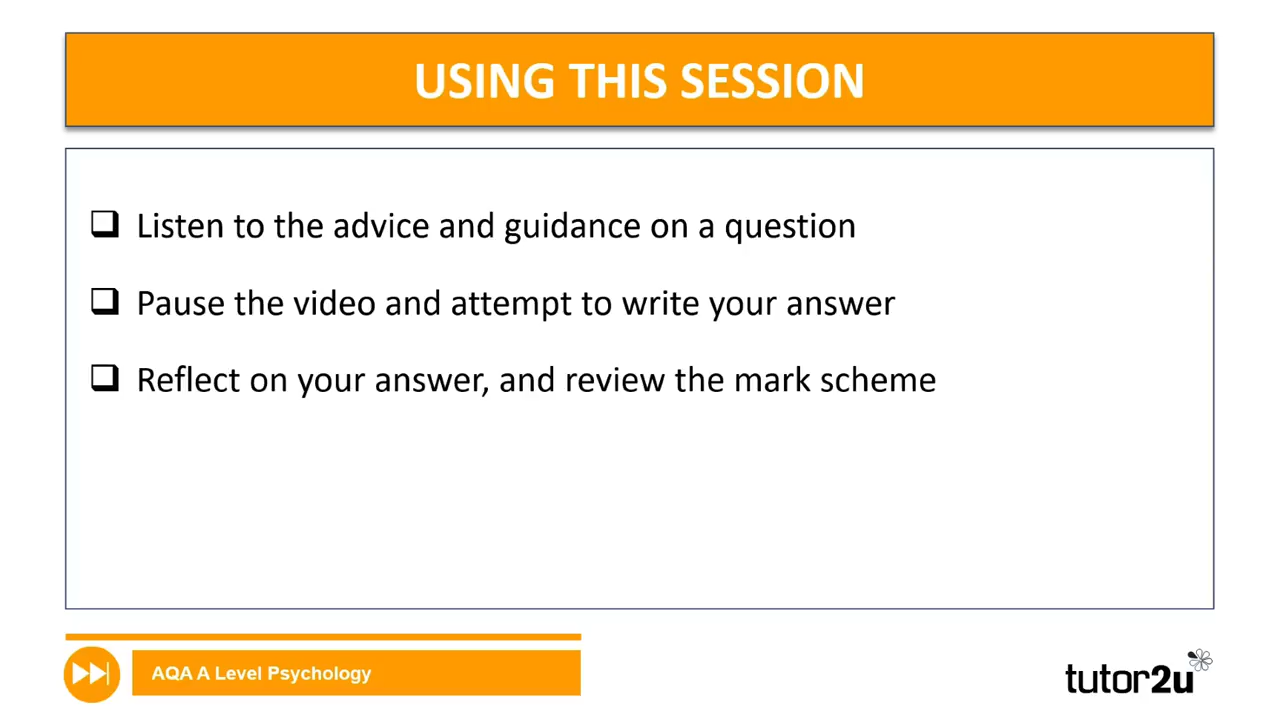 USING THIS SESSION
Listen to the advice and guidance on a question
Pause the video and attempt to write your answer
Reflect on your answer, and review the mark scheme
AQA A Level Psychology
tutor2u